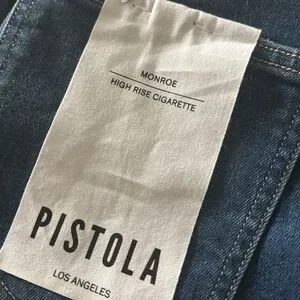 MONROE
HIGH RISE CIGARETTE
PISTOLA
LOS ANGELES